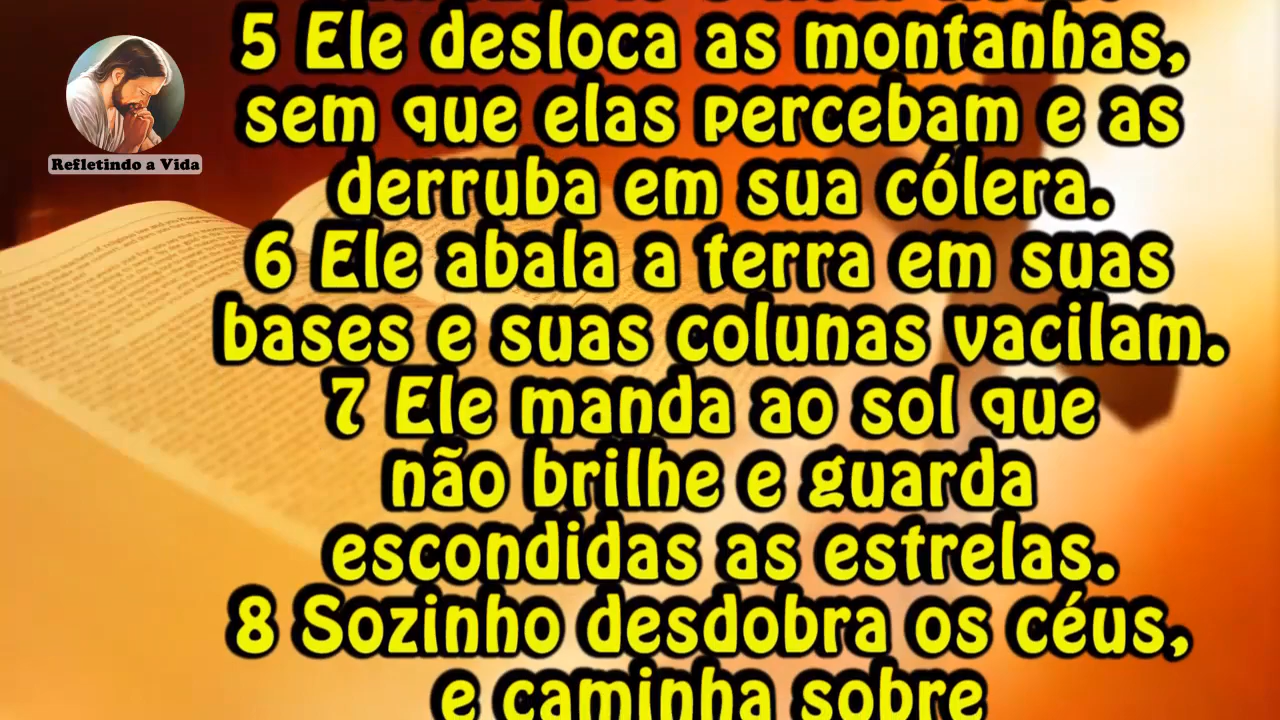 Refletindo a Vida
5 Ele desloca as montanhas,
sem que elas percebam e as
derruba em sua cólera.
6 Ele abala a terra em suas
bases e suas colunas vacilam.
7 Ele manda ao sol que
não brilhe e guarda
escondidas as estrelas.
8 Sozinho desdobra os céus,
e caminha sobre